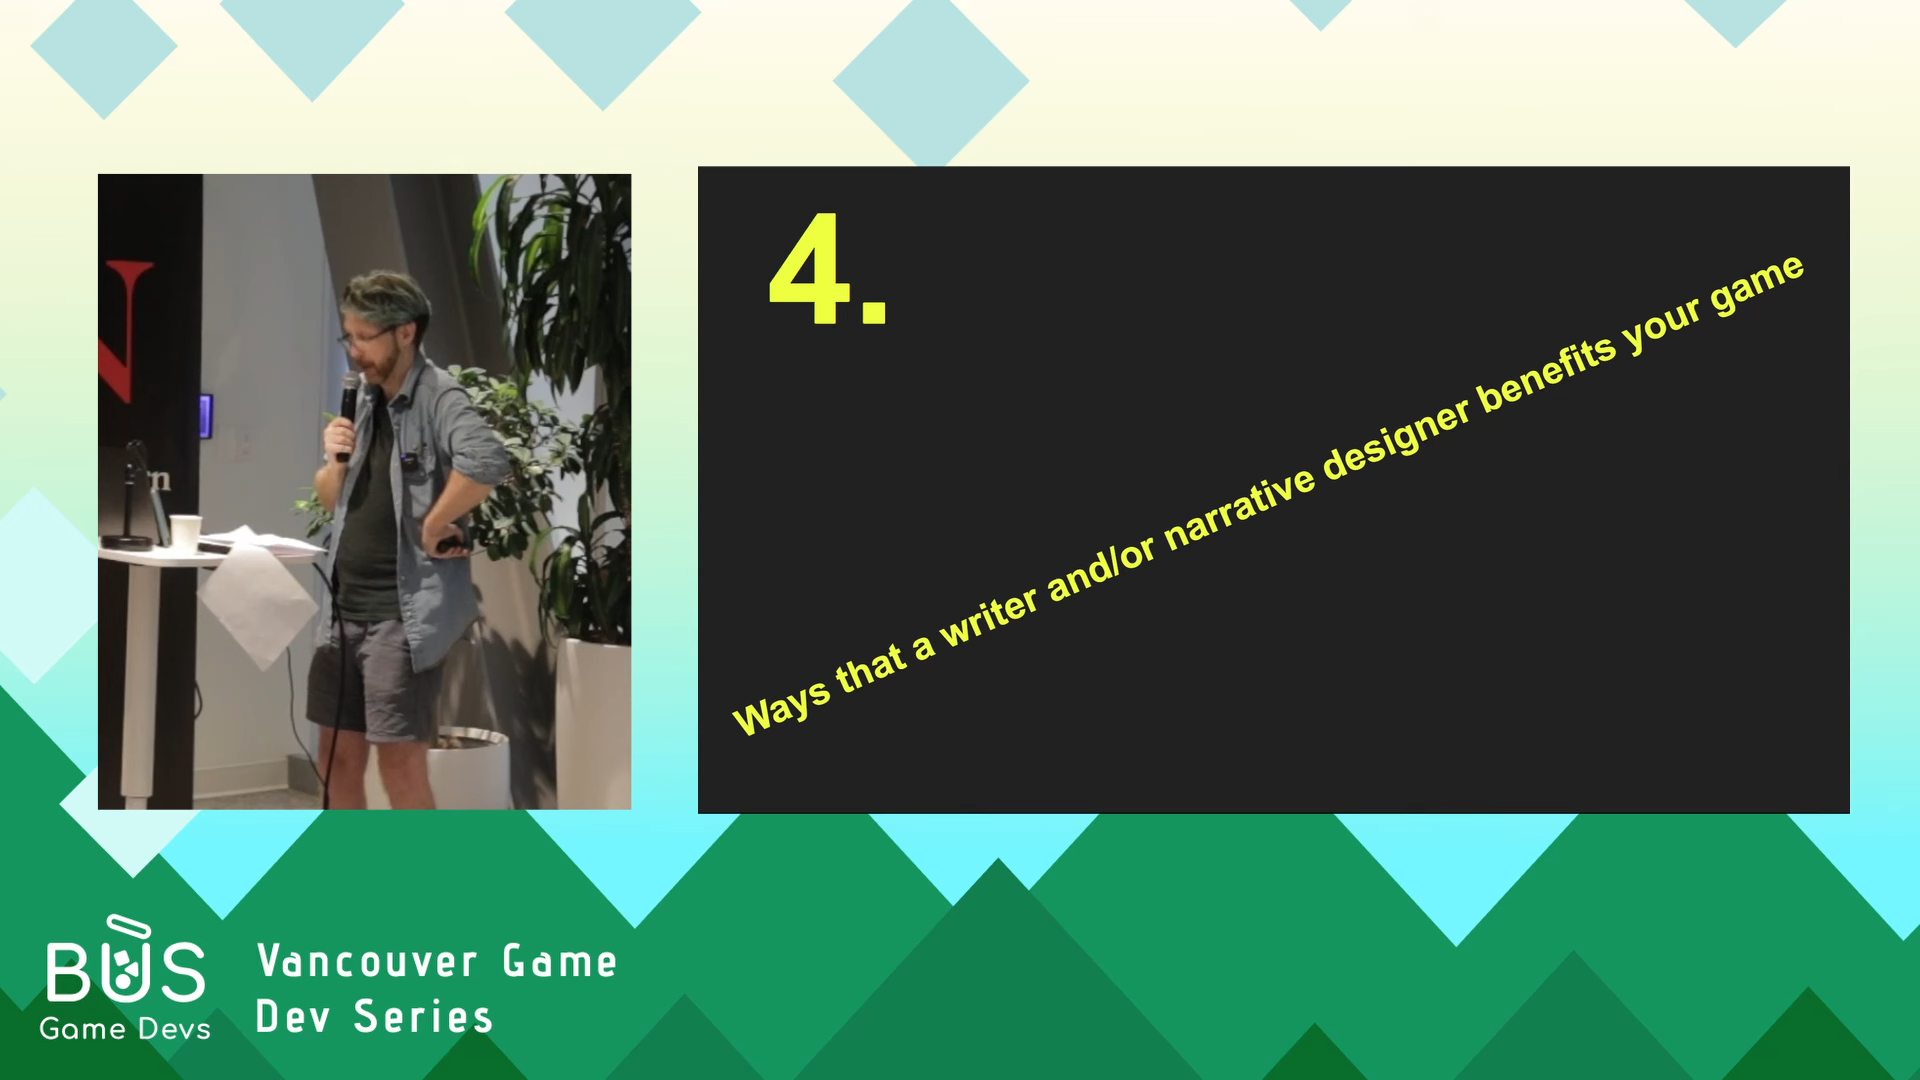 4.
Ways that a writer and/or narrative designer benefits your game
N
m
BUS
Game Devs
Vancouver Game
Dev Series